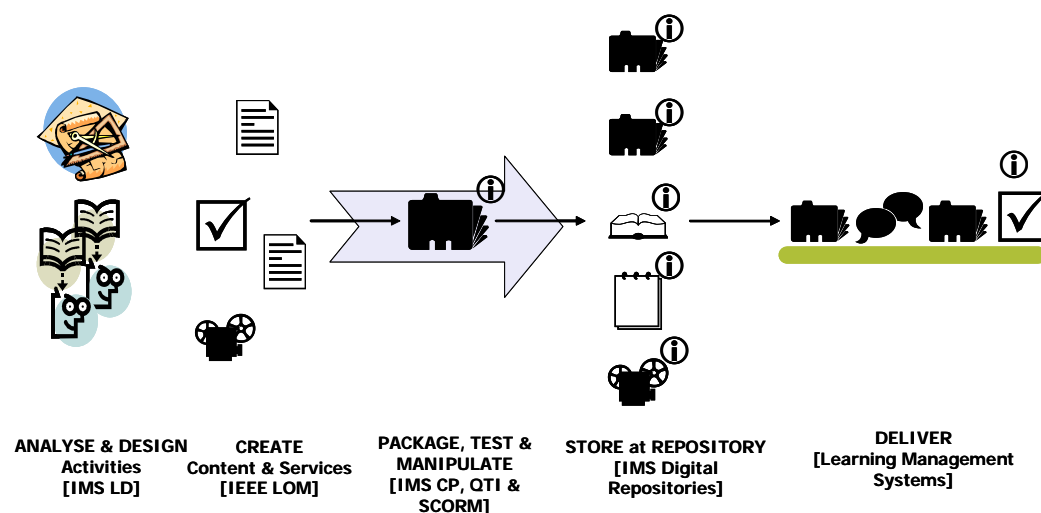 ANALYSE & DESIGN
Activities
[IMS LD]
CREATE
Content & Services
[IEEE LOM]
PACKAGE, TEST &
MANIPULATE
[IMS CP, QTI &
SCORM]
STORE at REPOSITORY
[IMS Digital
Repositories]
DELIVER
[Learning Management
Systems]